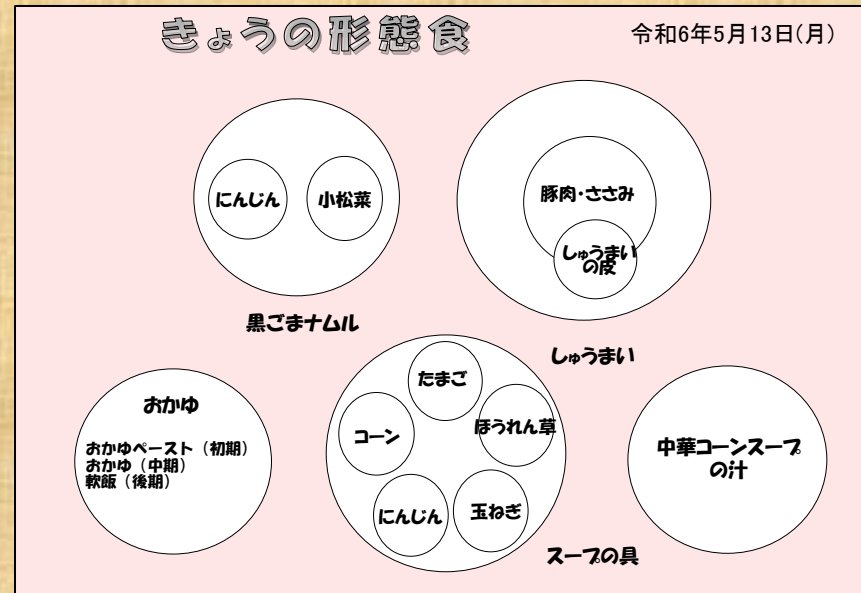 きょうの形態食
令和6年5月13日(月)
にんじん
小松菜
黒ごまナムル
豚肉・ささみ
しゅうまい
の皮
しゅうまい
おかゆ
おかゆペースト（初期）
おかゆ（中期）
軟飯（後期）
たまご
コーン
ほうれん草
にんじん
玉ねぎ
スープの具
中華コーンスープ
の汁